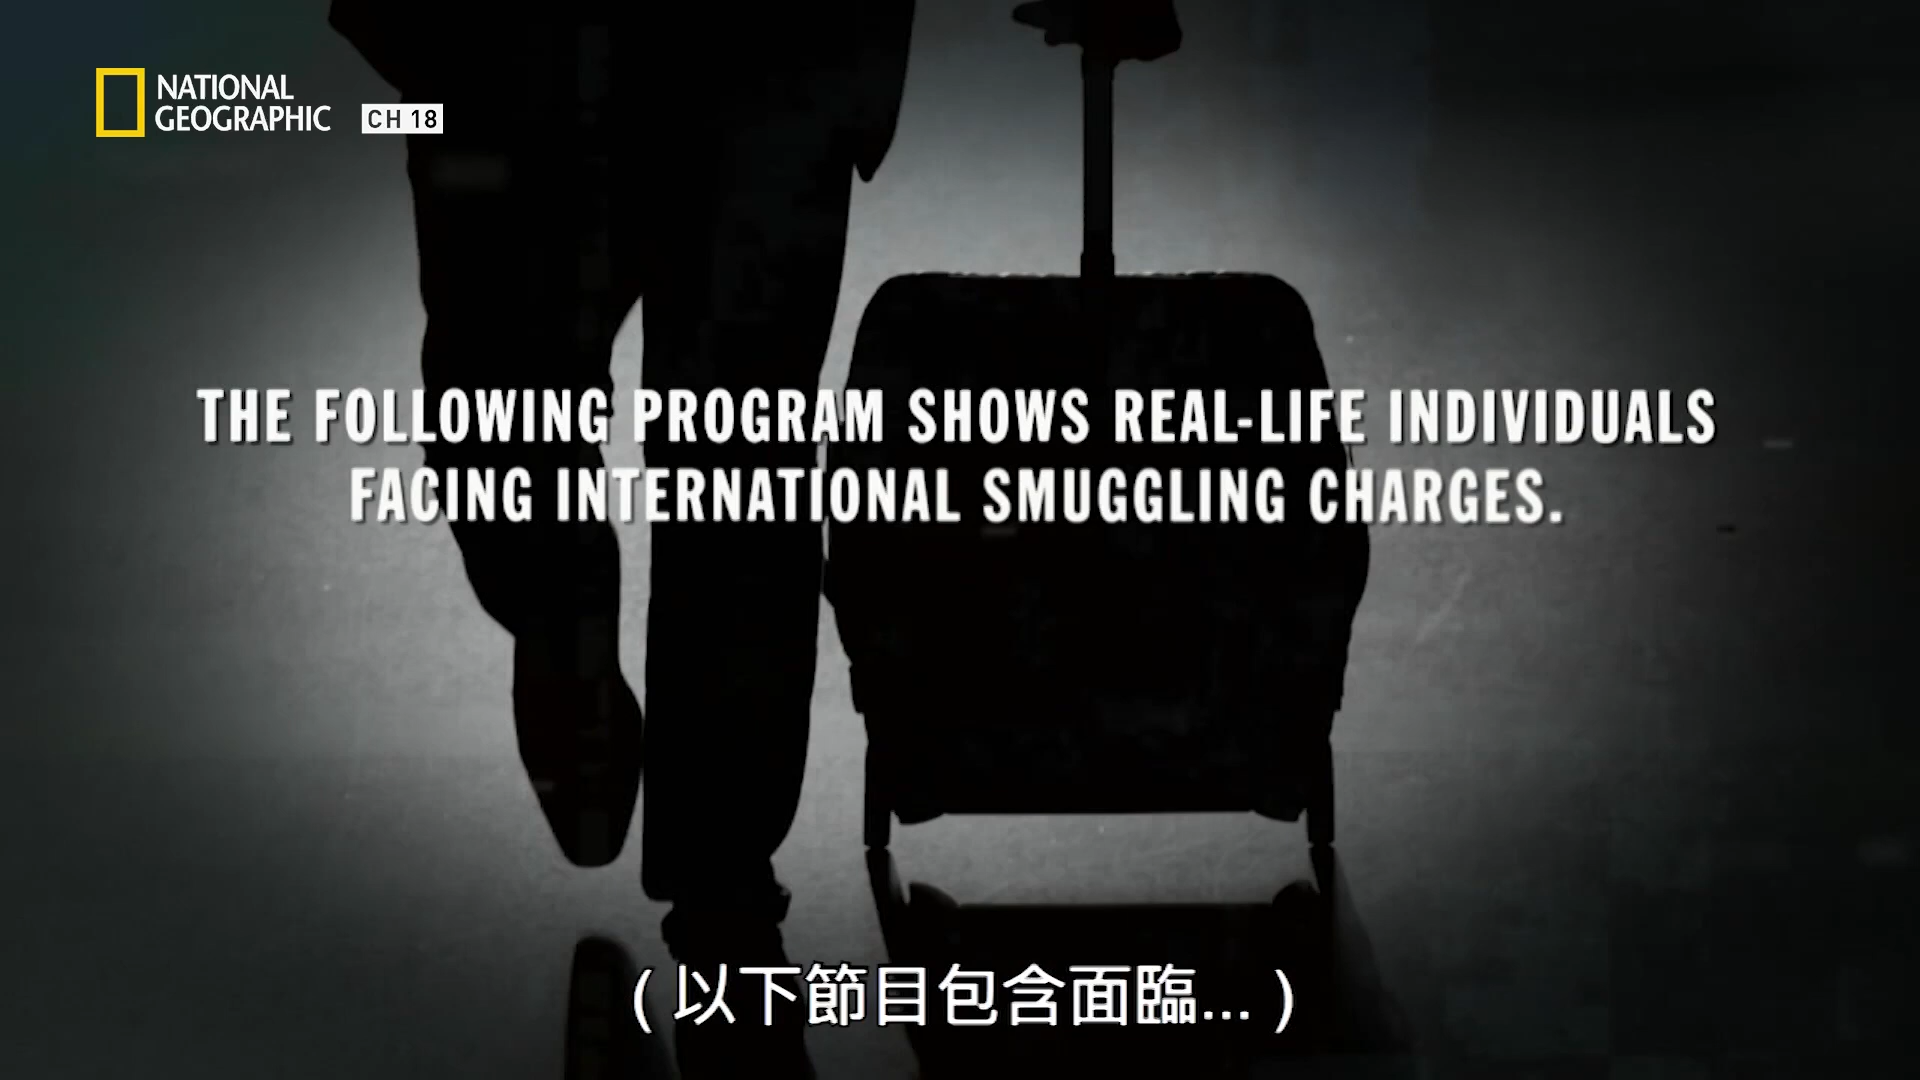 NATIONAL
GEOGRAPHIC
CH 18
THE FOLLOWING PROGRAM SHOWS REAL-LIFE INDIVIDUALS
FACING INTERNATIONAL SMUGGLING CHARGES.
(以下節目包含面臨...)